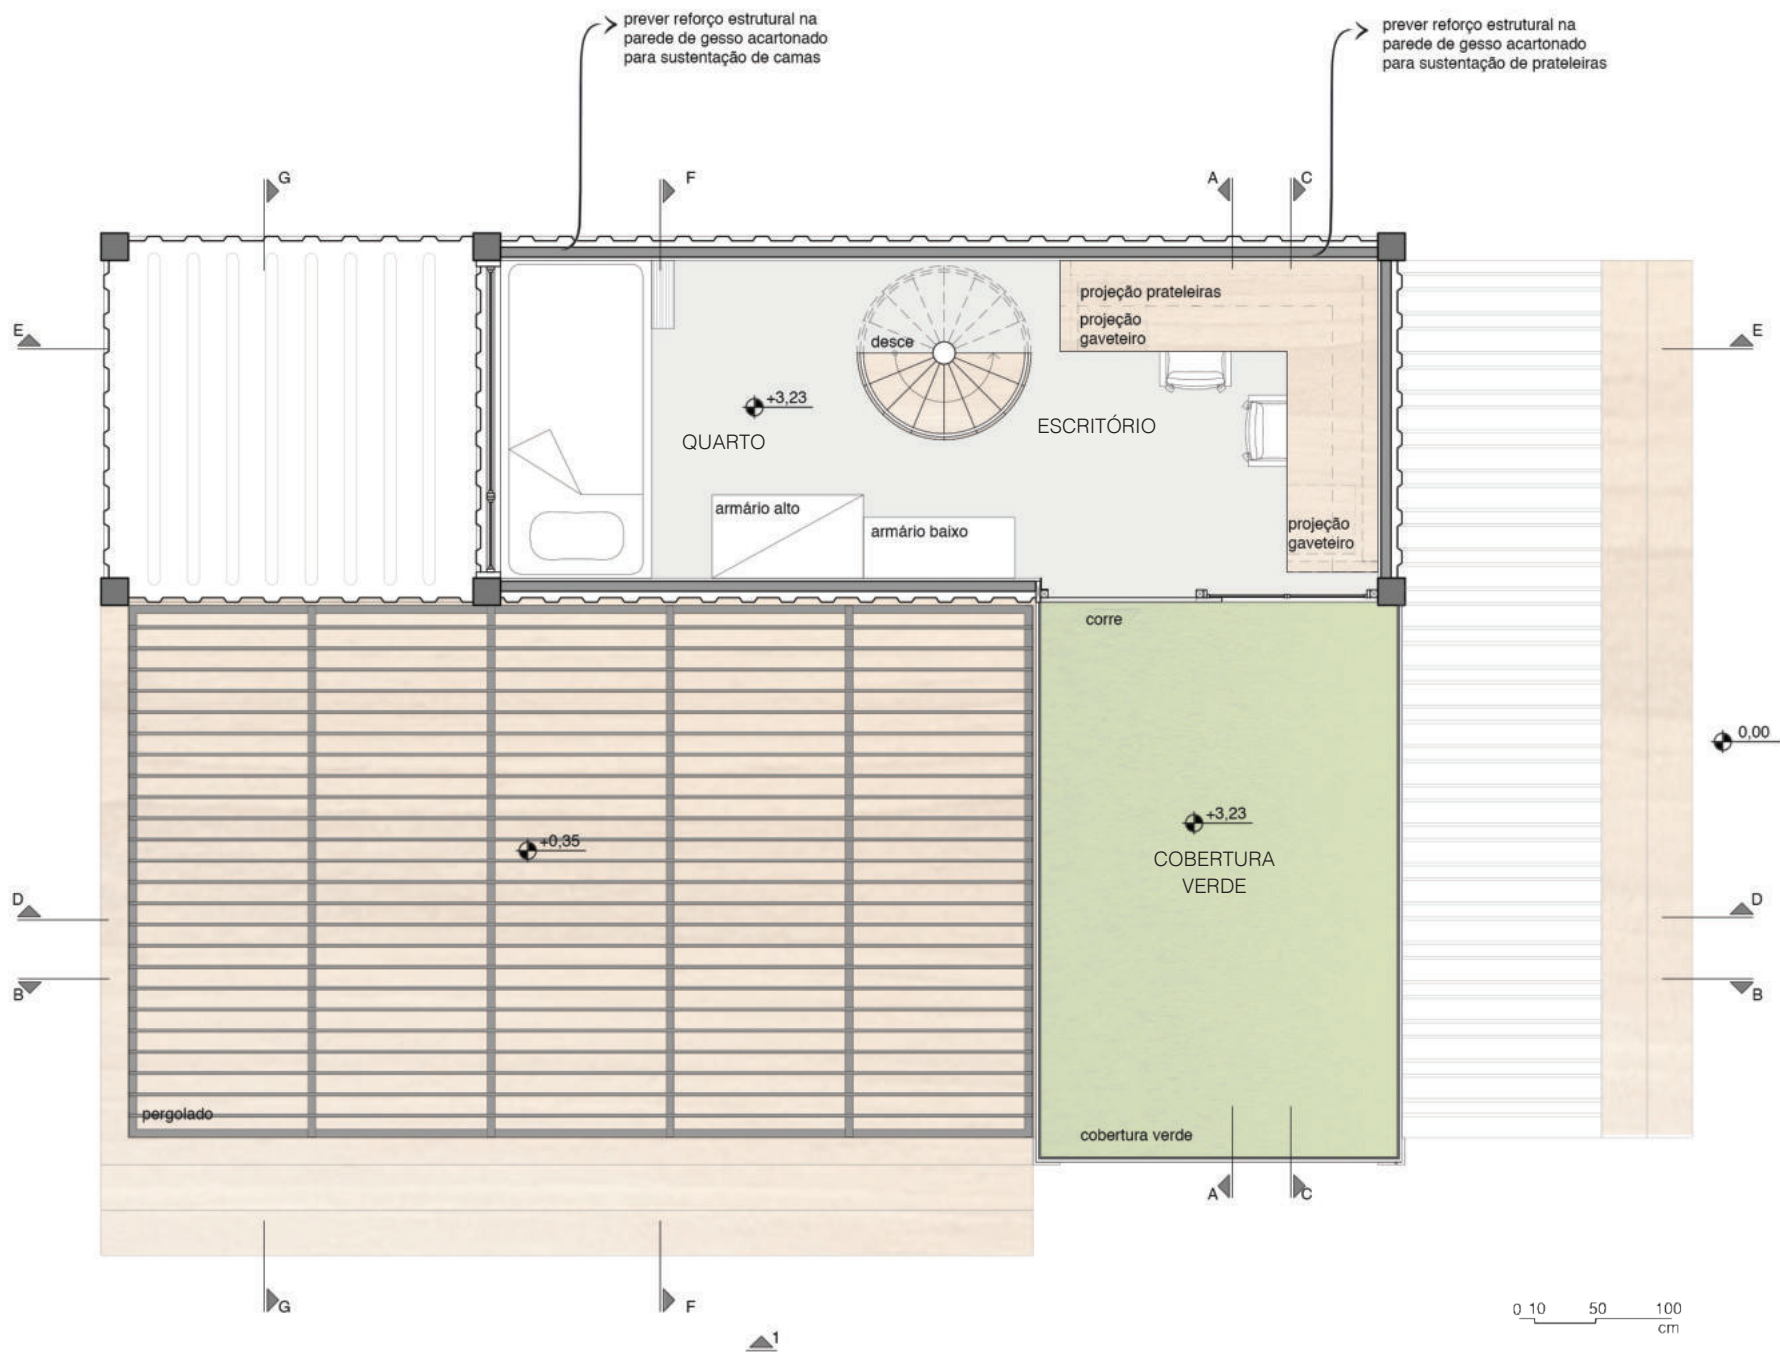 prever reforço estrutural na
parede de gesso acartonado
para sustentação de camas
prever reforço estrutural na
parede de gesso acartonado
para sustentação de prateleiras
G
F
A
C
E
E
projeção prateleiras
projeção
gaveteiro
desce
+3,23
QUARTO
ESCRITÓRIO
armário alto
armário baixo
projeção
gaveteiro
corre
0,00
+3,23
+0,35
COBERTURA
VERDE
D
D
B
B
pergolado
cobertura verde
A
C
G
F
1
0 10 50 100
cm